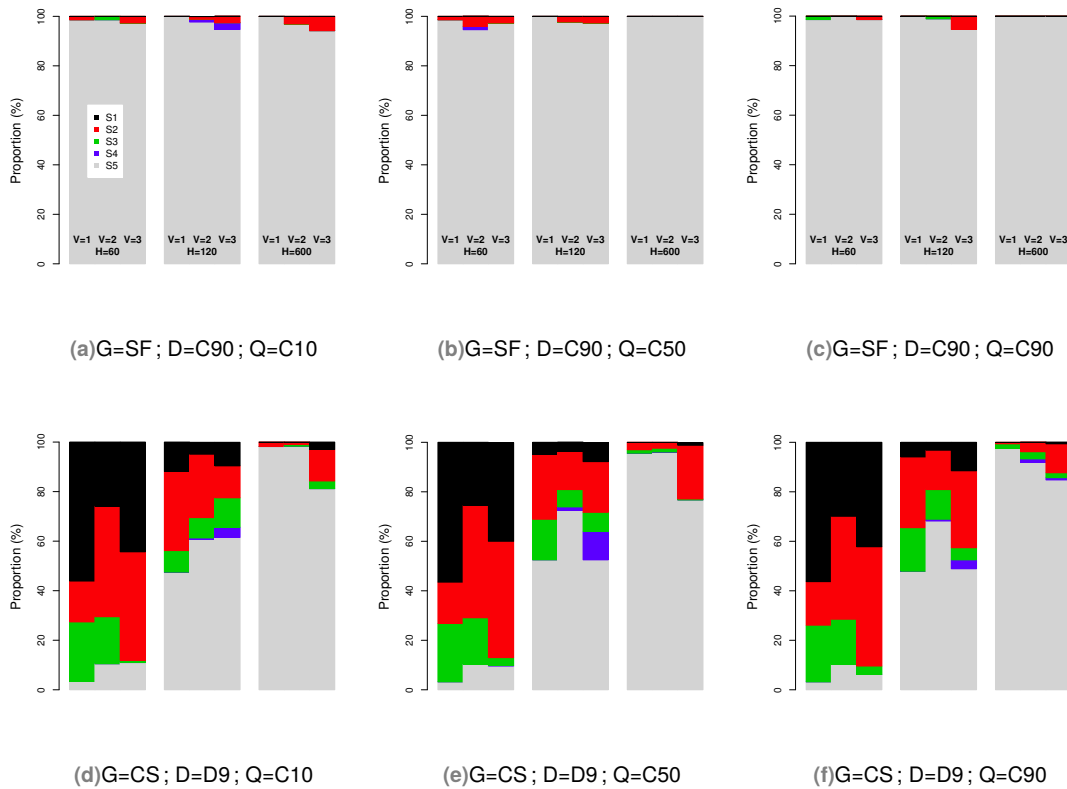 Proportion (%)
0 20 40 60 80 100
S1
S2
S3
S4
S5
V=1 V=2 V=3 V=1 V=2 V=3 V=1 V=2 V=3
H=60 H=120 H=600
(a)G=SF; D=C90; Q=C10
Proportion (%)
0 20 40 60 80 100
V=1 V=2 V=3 V=1 V=2 V=3 V=1 V=2 V=3
H=60 H=120 H=600
(b)G=SF; D=C90; Q=C50
Proportion (%)
0 20 40 60 80 100
V=1 V=2 V=3 V=1 V=2 V=3 V=1 V=2 V=3
H=60 H=120 H=600
(c)G=SF; D=C90; Q=C90
Proportion (%)
0 20 40 60 80 100
(d)G=CS; D=D9; Q=C10
Proportion (%)
0 20 40 60 80 100
(e)G=CS; D=D9; Q=C50
Proportion (%)
0 20 40 60 80 100
(f)G=CS; D=D9; Q=C90